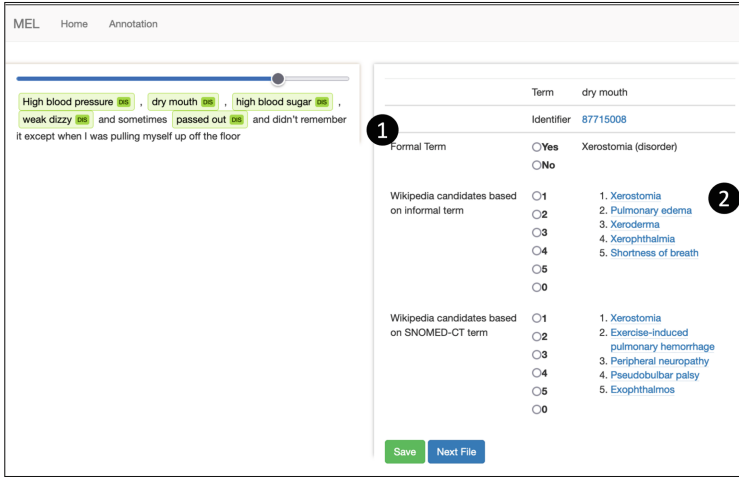 MEL Home Annotation
High blood pressure DIS , dry mouth DIS , high blood sugar DIS ,
weak dizzy DIS and sometimes passed out DIS and didn't remember
it except when I was pulling myself up off the floor
1
Term dry mouth
Identifier 87715008
Formal Term Yes Xerostomia (disorder)
No
2
Wikipedia candidates based on informal term
1
2
3
4
5
0
1. Xerostomia
2. Pulmonary edema
3. Xeroderma
4. Xerophthalmia
5. Shortness of breath
Wikipedia candidates based
on SNOMED-CT term
1
2
3
4
5
0
1. Xerostomia
2. Exercise-induced
pulmonary hemorrhage
3. Peripheral neuropathy
4. Pseudobulbar palsy
5. Exophthalmos
Save Next File